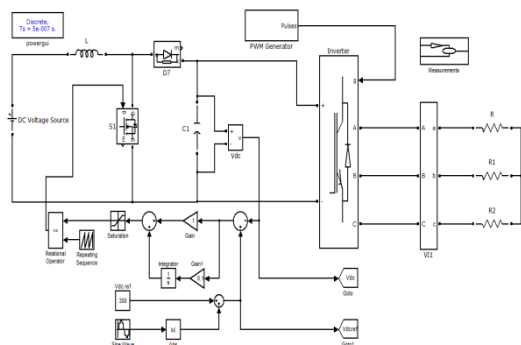 Discrete,
Ts = 5e-007 s.
powergui
L
m
D7
Pulses
PWM Generator
Inverter
g
Measurements
DC Voltage Source
S1
C1
+
-
v
Vdc
+
-
A
B
C
A
B
C
a
b
c
VI1
R
R1
R2
Relational
Operator
Repeating
Sequence
Saturation
Gain
Integrator
1
s
Gain1
Vdc ref
300
|u|
Sine Wave
Vdc
Goto
Vdcref
Goto1